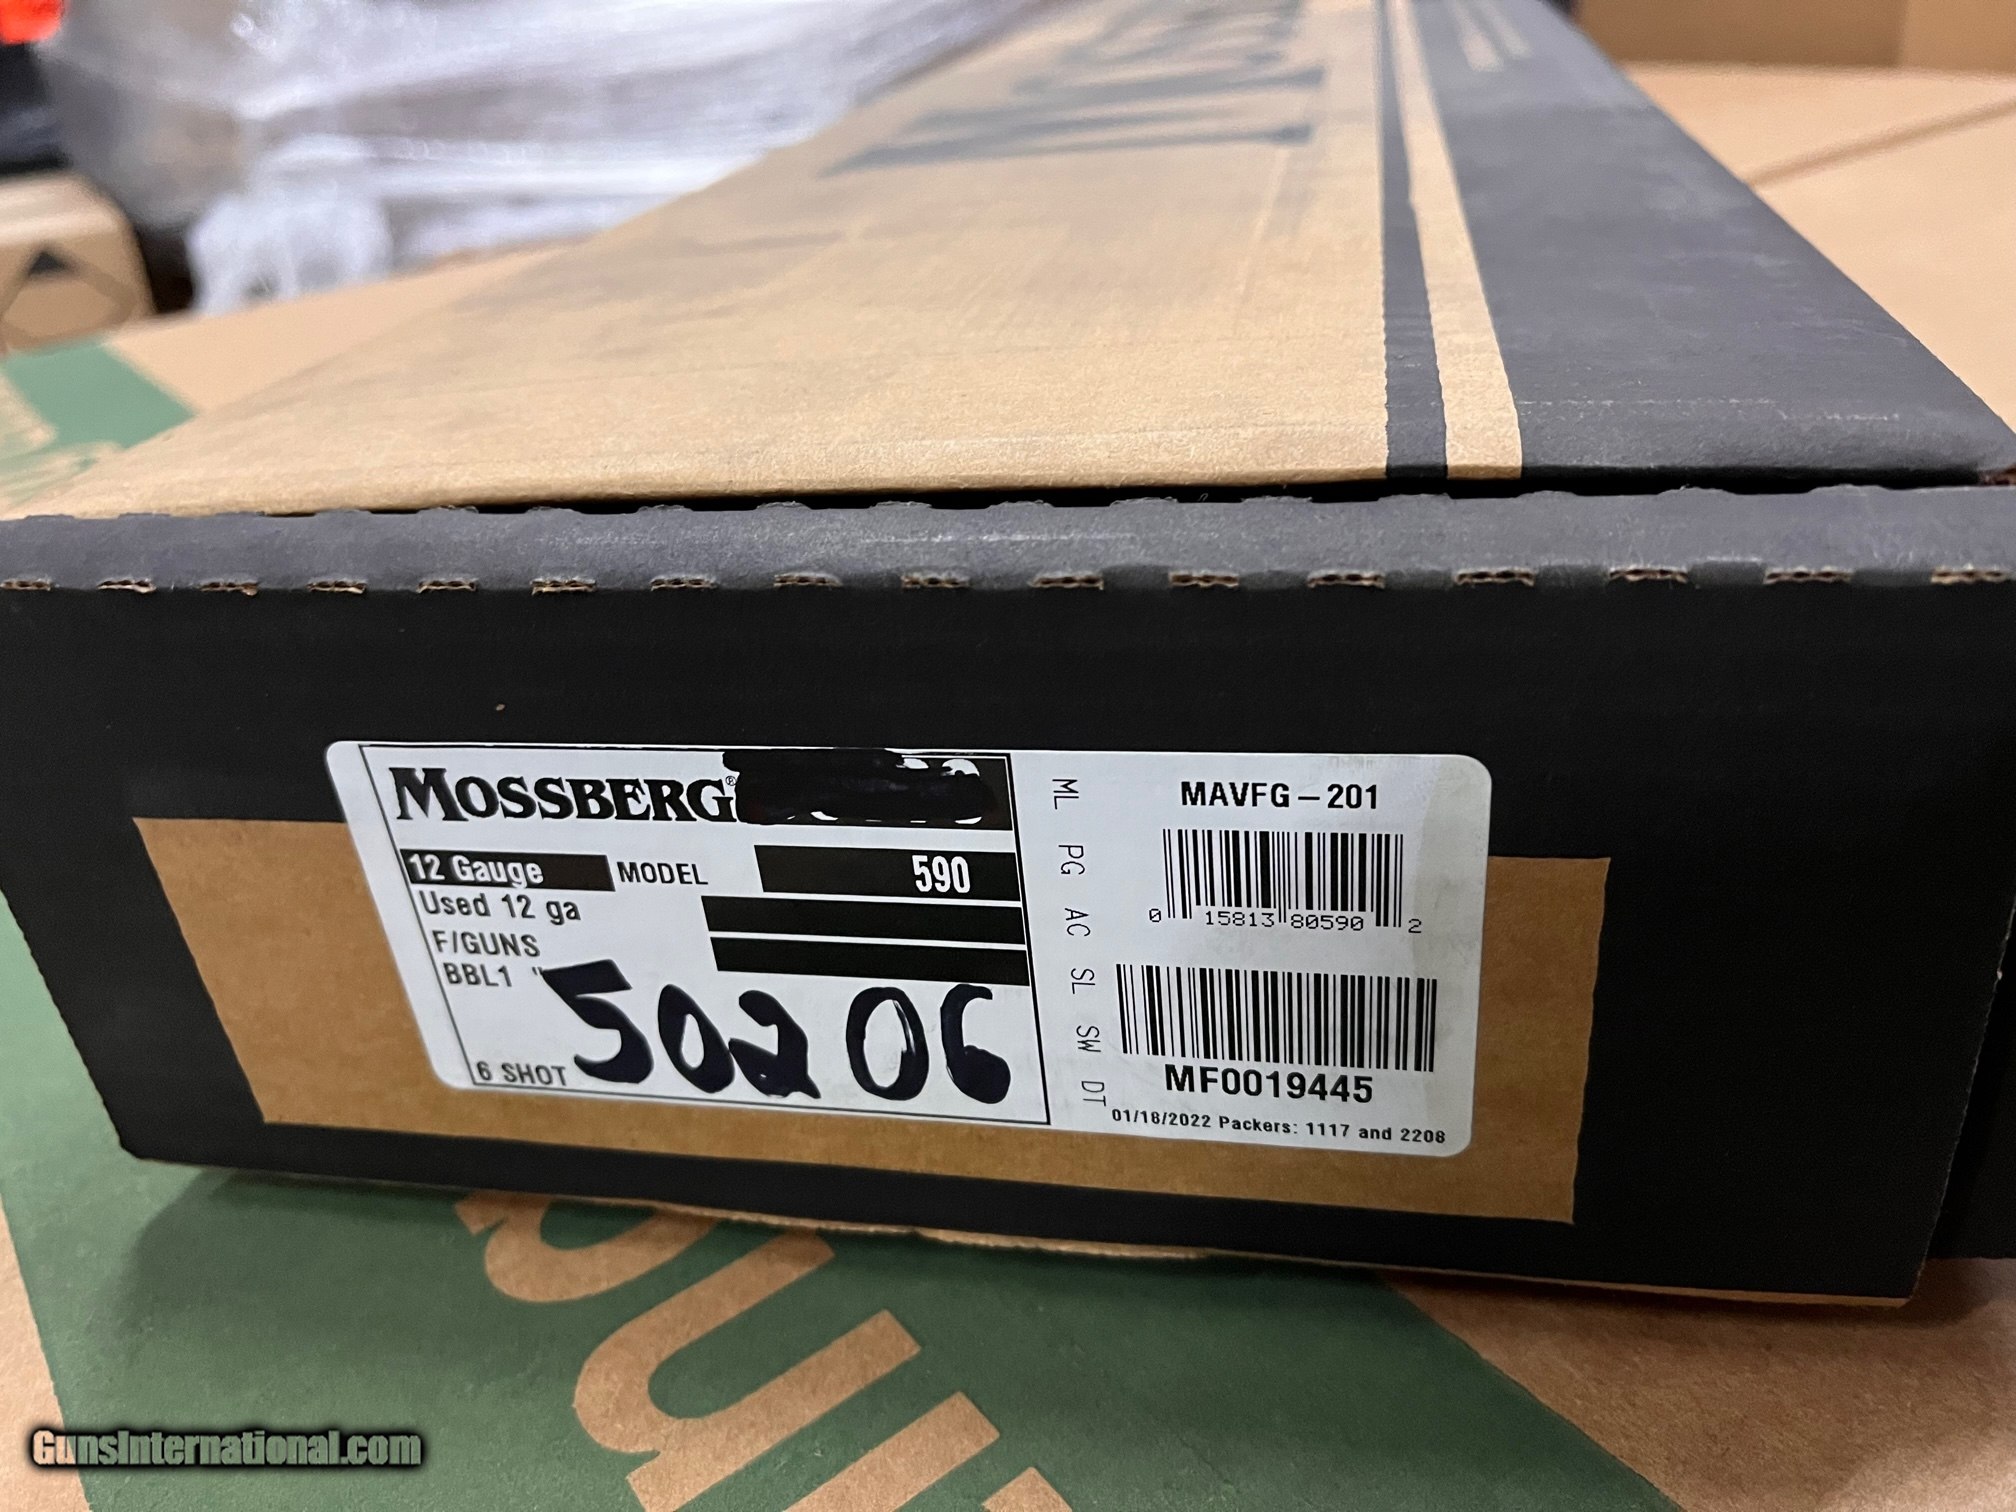 MOSSBERG®
12 Gauge MODEL 590
Used 12 ga
F/GUNS
BBL1 "
50206
6 SHOT
ML PG AC SL SW DT
MAVFG-201
0 15813 80590 2
MF0019445
01/18/2022 Packers: 1117 and 2208
GunsInternational.com